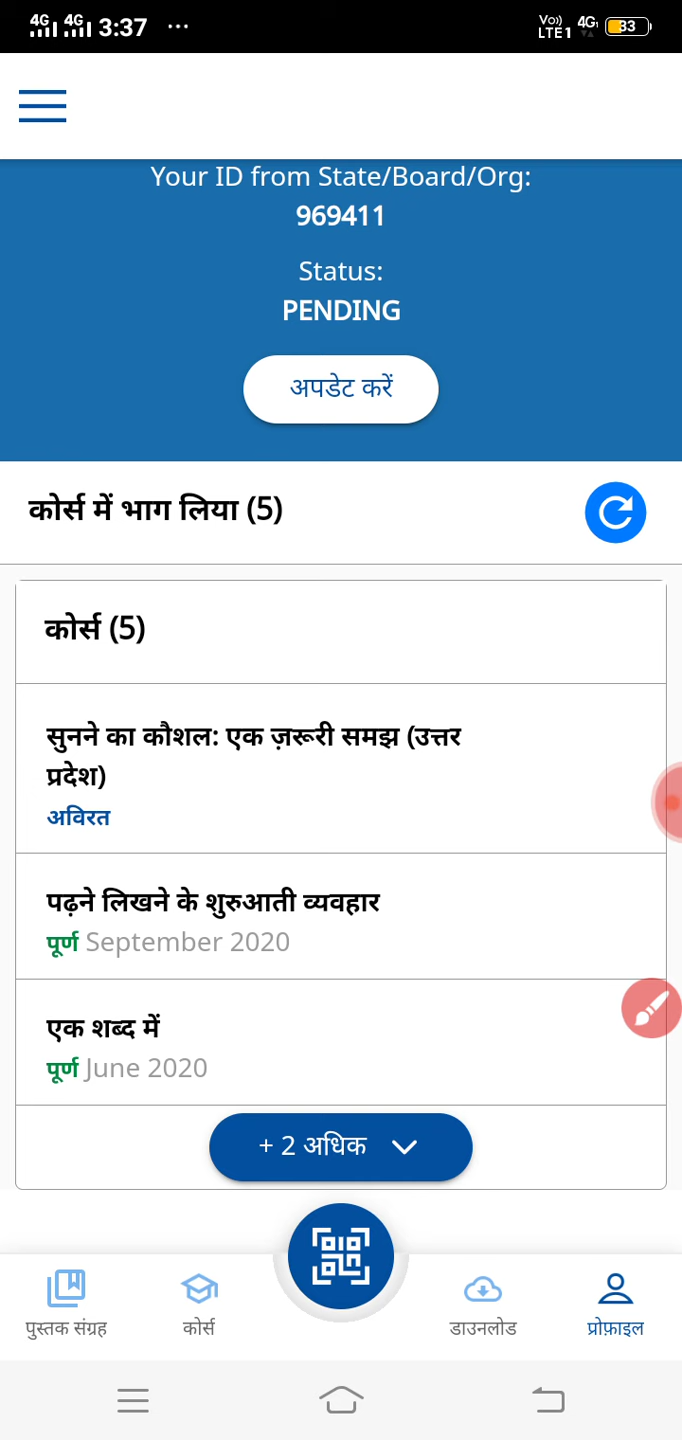 4G 4G 3:37 ...
Vo)) LTE1 4G 33
Your ID from State/Board/Org:
969411
Status:
PENDING
अपडेट करें
कोर्स में भाग लिया (5)
कोर्स (5)
सुनने का कौशल: एक ज़रूरी समझ (उत्तर
प्रदेश)
अविरत
पढ़ने लिखने के शुरुआती व्यवहार
पूर्ण September 2020
एक शब्द में
पूर्ण June 2020
+ 2 अधिक
पुस्तक संग्रह
कोर्स
डाउनलोड
प्रोफ़ाइल